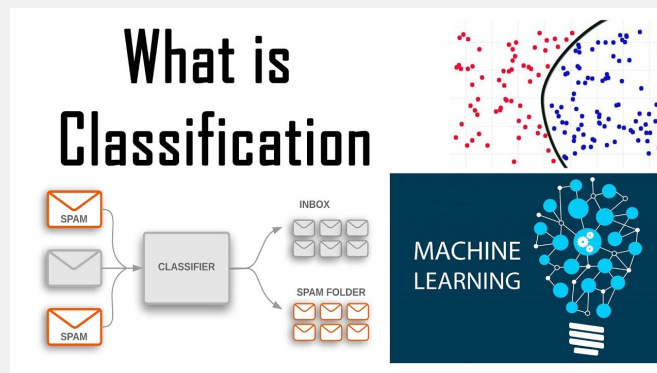 What is
Classification
SPAM
SPAM
CLASSIFIER
INBOX
SPAM FOLDER
MACHINE
LEARNING